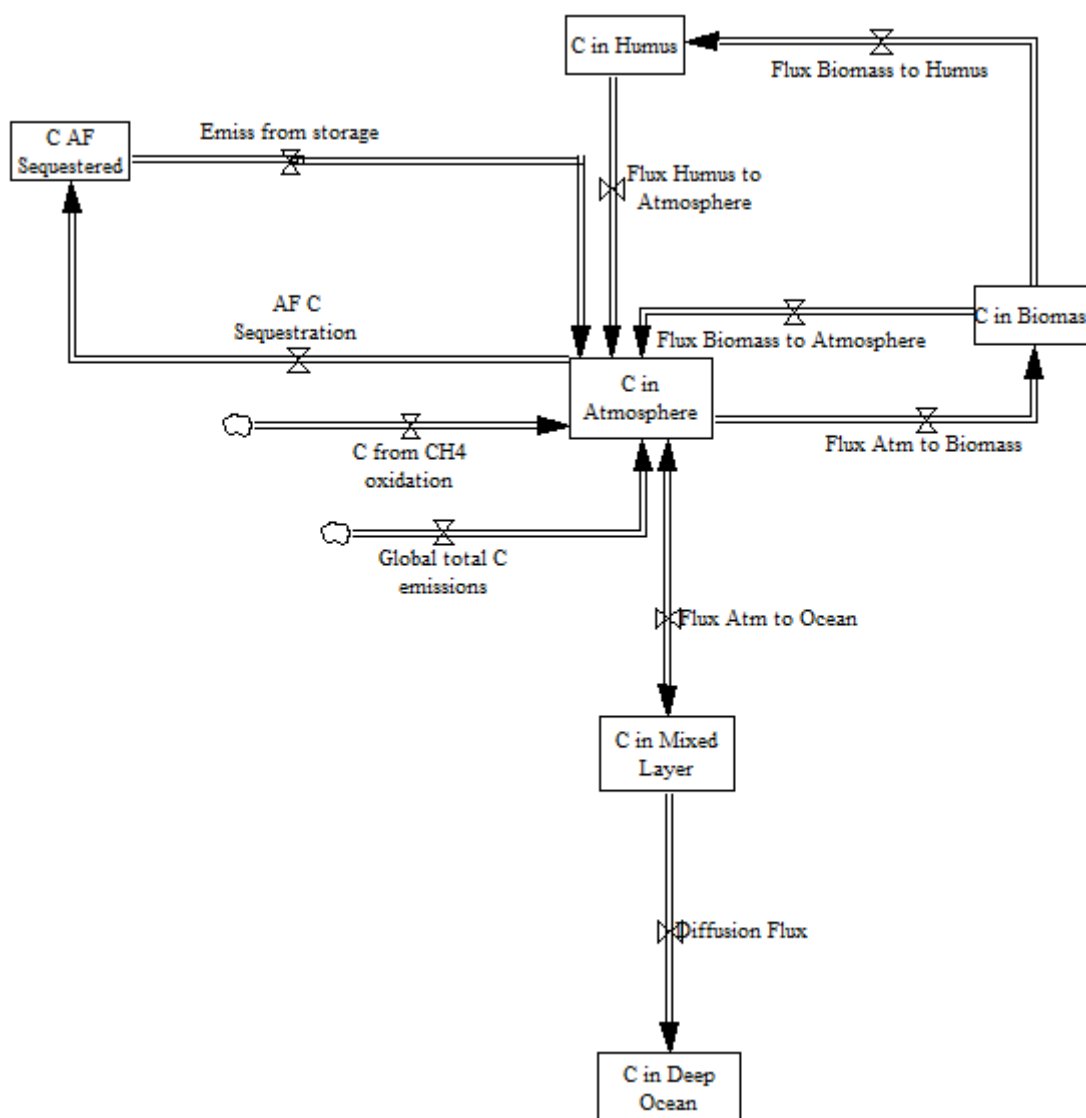 C in Humus
Flux Biomass to Humus
C AF
Sequestered
Emiss from storage
Flux Humus to
Atmosphere
AF C
Sequestration
C in Biomass
Flux Biomass to Atmosphere
C in
Atmosphere
Flux Atm to Biomass
C from CH4
oxidation
Global total C
emissions
Flux Atm to Ocean
C in Mixed
Layer
Diffusion Flux
C in Deep
Ocean